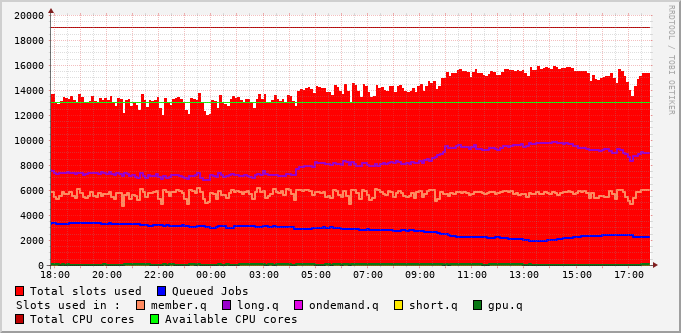 20000
18000
16000
14000
12000
10000
8000
6000
4000
2000
0
18:00 20:00 22:00 00:00 03:00 05:00 07:00 09:00 11:00 13:00 15:00 17:00
Total slots used Queued Jobs
Slots used in : member.q long.q ondemand.q short.q gpu.q
Total CPU cores Available CPU cores
RRDTOOL / TOBI OETIKER